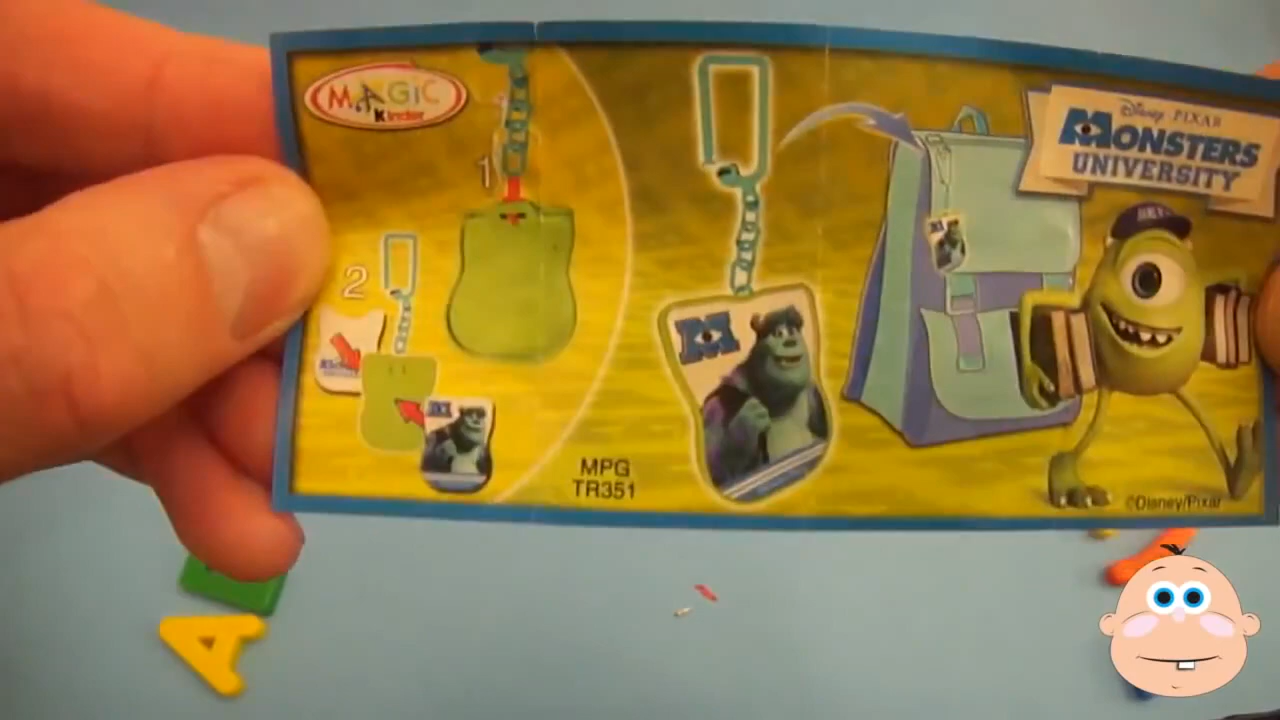 MAGiC
Kinder
1
2
MPG
TR351
Disney PIXAR
MONSTERS
UNIVERSITY
©Disney/Pixar
A